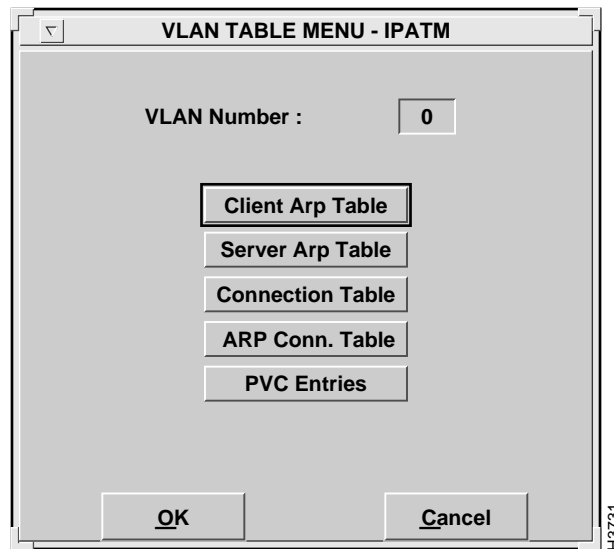 VLAN TABLE MENU - IPATM
VLAN Number : 0
Client Arp Table
Server Arp Table
Connection Table
ARP Conn. Table
PVC Entries
OK Cancel
H3731